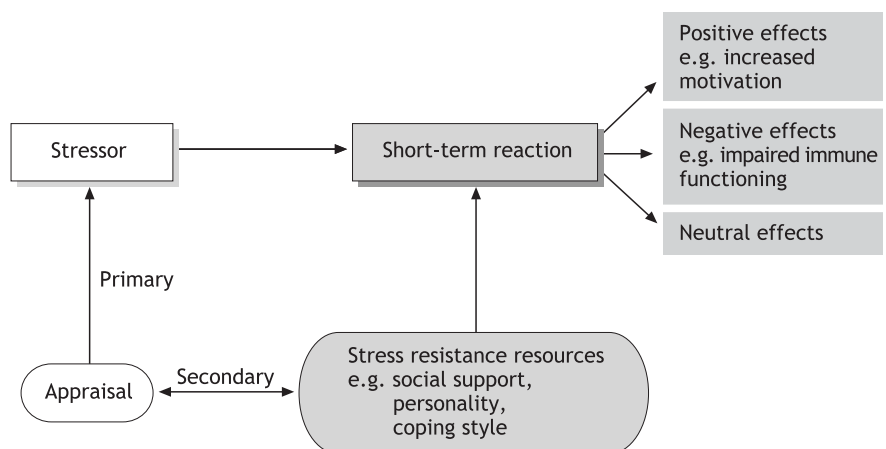 Positive effects
e.g. increased
motivation
Stressor
Short-term reaction
Negative effects
e.g. impaired immune
functioning
Neutral effects
Primary
Appraisal
Secondary
Stress resistance resources
e.g. social support,
personality,
coping style